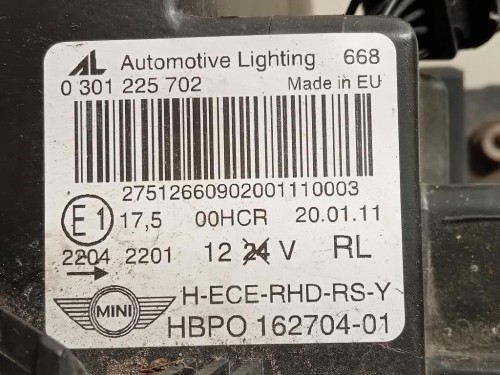 AL Automotive Lighting 668
0 301 225 702 Made in EU
27512660902001110003
E1 17,5 00HCR 20.01.11
2204 2201 12 24 V RL
MINI H-ECE-RHD-RS-Y
HBPO 162704-01